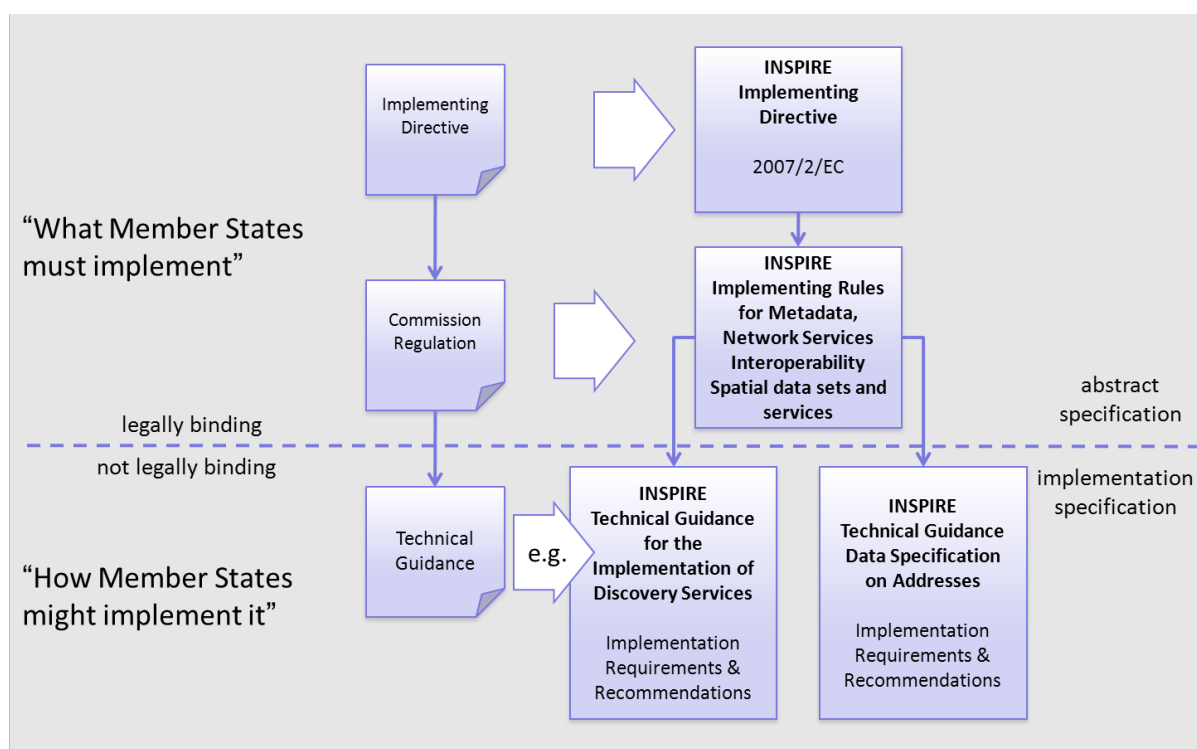 Implementing
Directive
INSPIRE
Implementing
Directive
2007/2/EC
“What Member States
must implement”
Commission
Regulation
INSPIRE
Implementing Rules
for Metadada,
Network Services
Interoperability
Spatial data sets and
services
abstract
specification
legally binding
not legally binding
implementation
specification
Technical
Guidance
e.g.
INSPIRE
Technical Guidance
for the
Implementation of
Discovery Services
Implementation
Requirements &
Recommendations
INSPIRE
Technical Guidance
Data Specification
on Addresses
Implementation
Requirements &
Recommendations
“How Member States
might implement it”